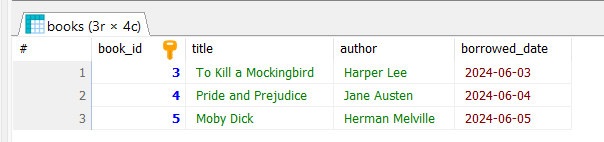 books (3r × 4c)
# book_id title author borrowed_date
1 3 To Kill a Mockingbird Harper Lee 2024-06-03
2 4 Pride and Prejudice Jane Austen 2024-06-04
3 5 Moby Dick Herman Melville 2024-06-05